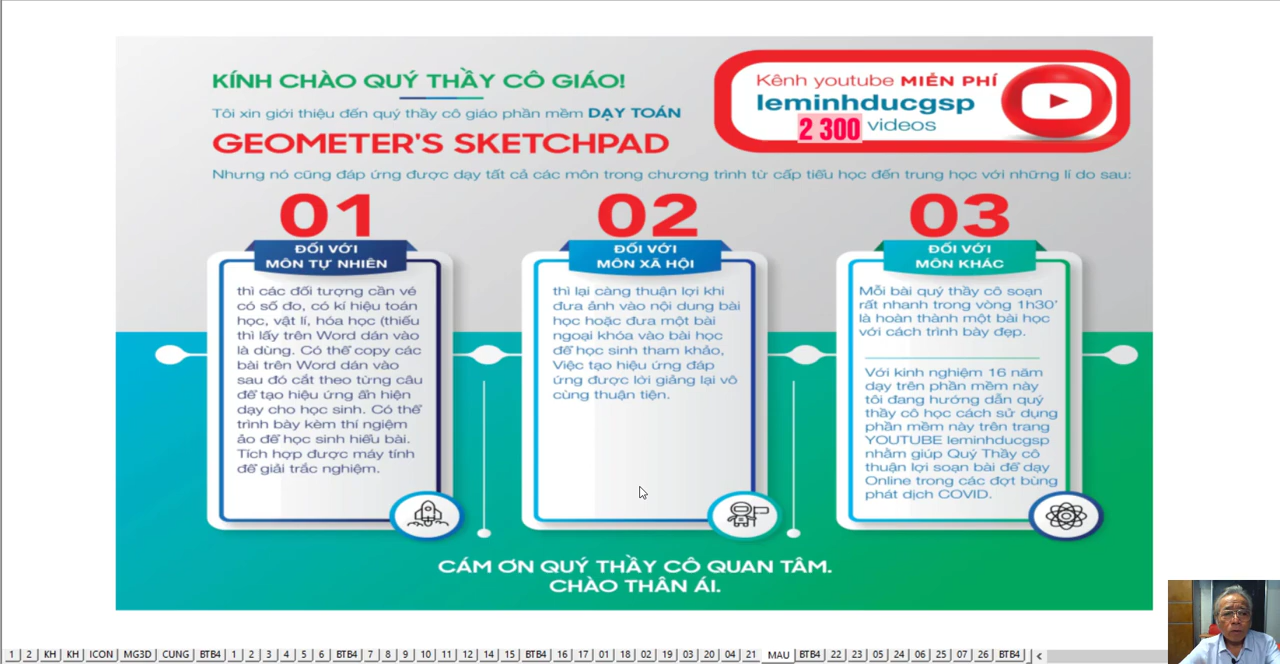 KÍNH CHÀO QUÝ THẦY CÔ GIÁO!
Tôi xin giới thiệu đến quý thầy cô giáo phần mềm DẠY TOÁN
GEOMETER'S SKETCHPAD
Kênh youtube MIỄN PHÍ
leminhducgsp
2 300 videos
Nhưng nó cũng đáp ứng được dạy tất cả các môn trong chương trình từ cấp tiểu học đến trung học với những lí do sau:
01
ĐỐI VỚI
MÔN TỰ NHIÊN
thì các đối tượng cần vẽ
có số đo, có kí hiệu toán
học, vật lí, hóa học (thiếu
thì lấy trên Word dán vào
là dùng. Có thể copy các
bài trên Word dán vào
sau đó cắt theo từng câu
để tạo hiệu ứng ẩn hiện
dạy cho học sinh. Có thể
trình bày kèm thí ngiệm
ảo để học sinh hiểu bài.
Tích hợp được máy tính
để giải trắc nghiệm.
02
ĐỐI VỚI
MÔN XÃ HỘI
thì lại càng thuận lợi khi
đưa ảnh vào nội dung bài
học hoặc đưa một bài
ngoại khóa vào bài học
để học sinh tham khảo,
Việc tạo hiệu ứng đáp
ứng được lời giảng lại vô
cùng thuận tiện.
03
ĐỐI VỚI
MÔN KHÁC
Mỗi bài quý thầy cô soạn
rất nhanh trong vòng 1h30'
là hoàn thành một bài học
với cách trình bày đẹp.
Với kinh nghiệm 16 năm
dạy trên phần mềm này
tôi đang hướng dẫn quý
thầy cô học cách sử dụng
phần mềm này trên trang
YOUTUBE leminhducgsp
nhằm giúp Quý Thầy cô
thuận lợi soạn bài để dạy
Online trong các đợt bùng
phát dịch COVID.
CÁM ƠN QUÝ THẦY CÔ QUAN TÂM.
CHÀO THÂN ÁI.
1 2 KH KH ICON MG3D CUNG BTB4 1 2 3 4 5 6 BTB4 7 8 9 10 11 12 14 15 BTB4 16 17 01 18 02 19 03 20 04 21 MAU BTB4 22 23 05 24 06 25 07 26 BTB4